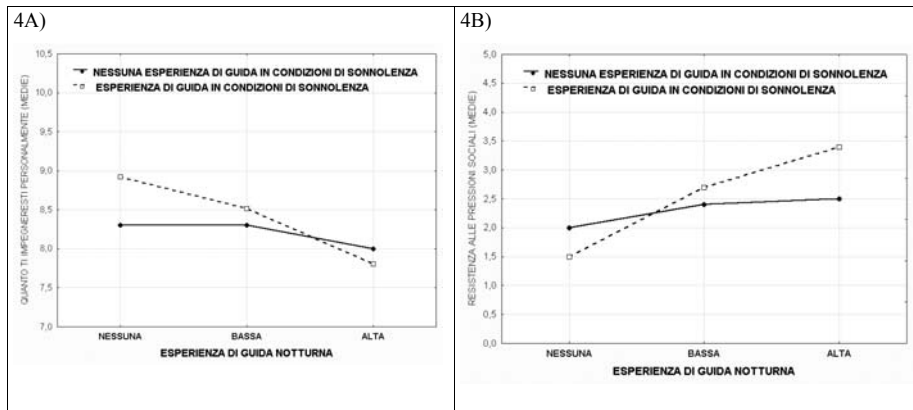 4A)
10,5
10,0
9,5
9,0
8,5
8,0
7,5
7,0
QUANTO TI IMPEGNERESTI PERSONALMENTE (MEDIE)
NESSUNA ESPERIENZA DI GUIDA IN CONDIZIONI DI SONNOLENZA
ESPERIENZA DI GUIDA IN CONDIZIONI DI SONNOLENZA
NESSUNA BASSA ALTA
ESPERIENZA DI GUIDA NOTTURNA
4B)
5,0
4,5
4,0
3,5
3,0
2,5
2,0
1,5
1,0
0,5
0,0
RESISTENZA ALLE PRESSIONI SOCIALI (MEDIE)
NESSUNA ESPERIENZA DI GUIDA IN CONDIZIONI DI SONNOLENZA
ESPERIENZA DI GUIDA IN CONDIZIONI DI SONNOLENZA
NESSUNA BASSA ALTA
ESPERIENZA DI GUIDA NOTTURNA